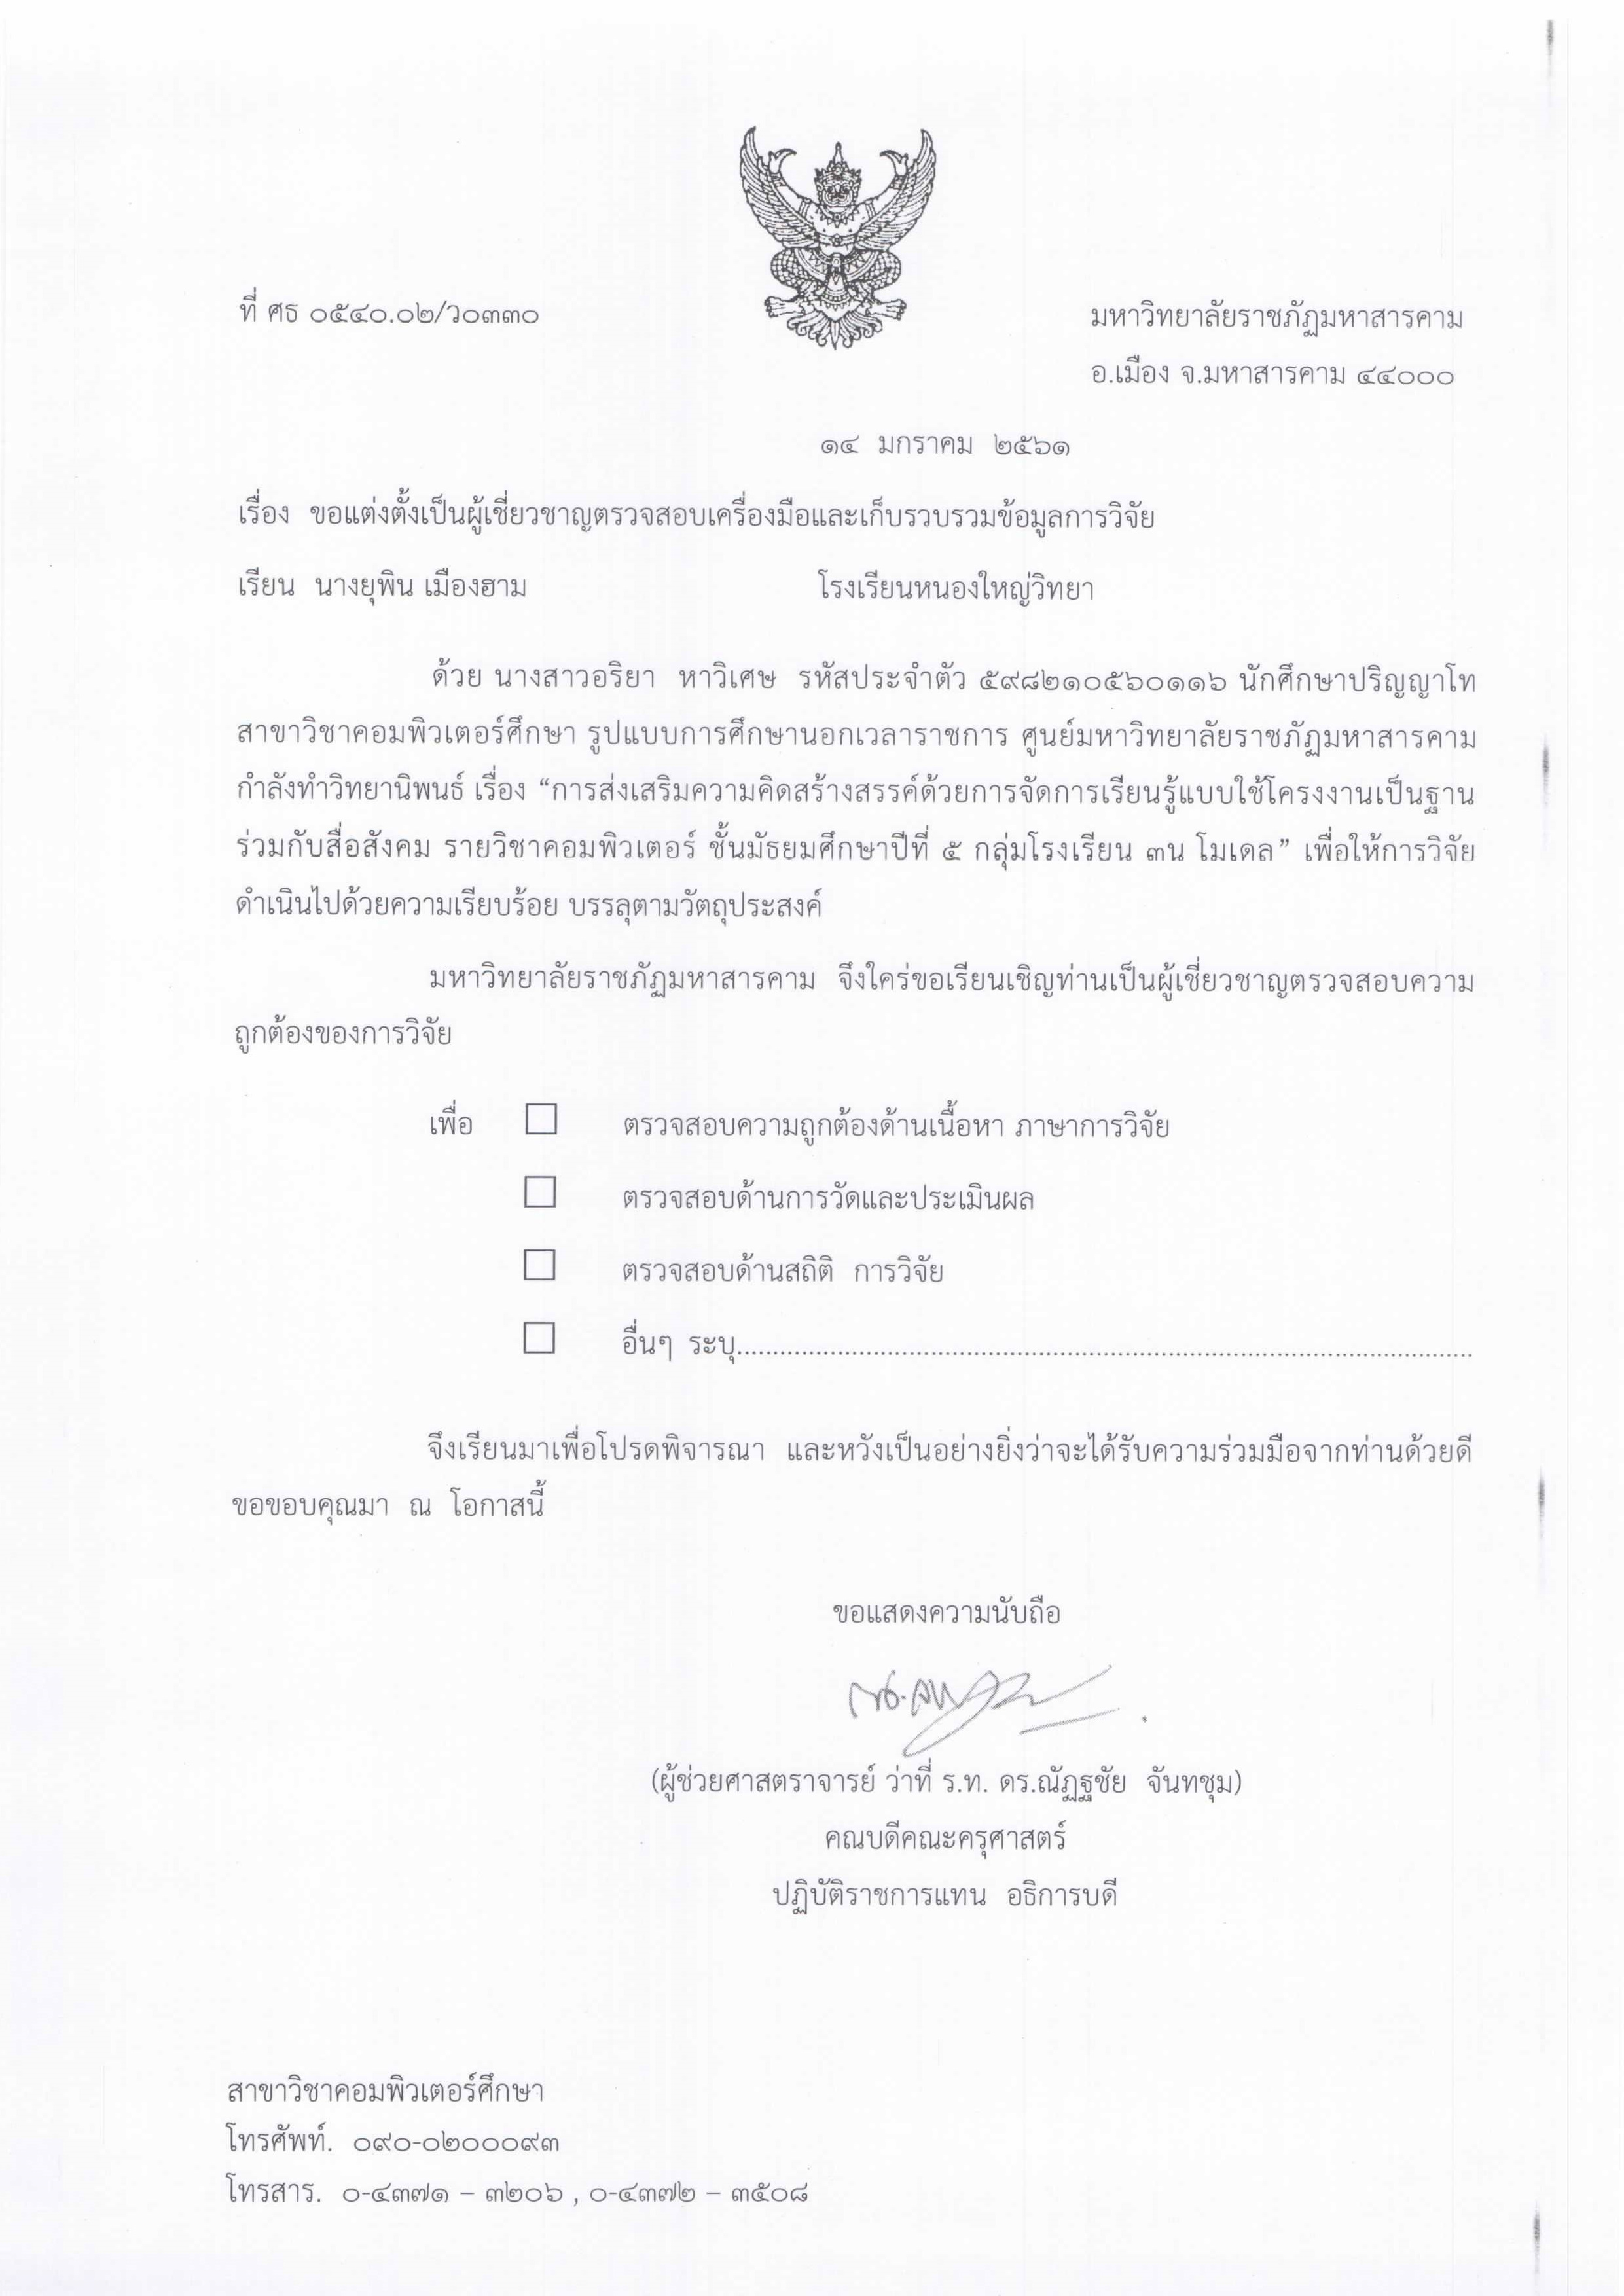 ที่ ศธ ๐๕๔๐.๐๒/ว๐๓๓๐
มหาวิทยาลัยราชภัฏมหาสารคาม
อ.เมือง จ.มหาสารคาม ๔๔๐๐๐
๑๔ มกราคม ๒๕๖๑
เรื่อง ขอแต่งตั้งเป็นผู้เชี่ยวชาญตรวจสอบเครื่องมือและเก็บรวบรวมข้อมูลการวิจัย
เรียน นางยุพิน เมืองฮาม โรงเรียนหนองใหญ่วิทยา
ด้วย นางสาวอริยา หาวิเศษ รหัสประจำตัว ๕๙๘๒๑๐๕๖๐๑๑๖ นักศึกษาปริญญาโท
สาขาวิชาคอมพิวเตอร์ศึกษา รูปแบบการศึกษานอกเวลาราชการ ศูนย์มหาวิทยาลัยราชภัฏมหาสารคาม
กำลังทำวิทยานิพนธ์ เรื่อง “การส่งเสริมความคิดสร้างสรรค์ด้วยการจัดการเรียนรู้แบบใช้โครงงานเป็นฐาน
ร่วมกับสื่อสังคม รายวิชาคอมพิวเตอร์ ชั้นมัธยมศึกษาปีที่ ๕ กลุ่มโรงเรียน ๓น โมเดล” เพื่อให้การวิจัย
ดำเนินไปด้วยความเรียบร้อย บรรลุตามวัตถุประสงค์
มหาวิทยาลัยราชภัฏมหาสารคาม จึงใคร่ขอเรียนเชิญท่านเป็นผู้เชี่ยวชาญตรวจสอบความ
ถูกต้องของการวิจัย
เพื่อ ☐ ตรวจสอบความถูกต้องด้านเนื้อหา ภาษาการวิจัย
☐ ตรวจสอบด้านการวัดและประเมินผล
☐ ตรวจสอบด้านสถิติ การวิจัย
☐ อื่นๆ ระบุ....................................................................................................
จึงเรียนมาเพื่อโปรดพิจารณา และหวังเป็นอย่างยิ่งว่าจะได้รับความร่วมมือจากท่านด้วยดี
ขอขอบคุณมา ณ โอกาสนี้
ขอแสดงความนับถือ
(ผู้ช่วยศาสตราจารย์ ว่าที่ ร.ท. ดร.ณัฏฐชัย จันทชุม)
คณบดีคณะครุศาสตร์
ปฏิบัติราชการแทน อธิการบดี
สาขาวิชาคอมพิวเตอร์ศึกษา
โทรศัพท์. ๐๙๐-๐๒๐๐๐๙๓
โทรสาร. ๐-๔๓๗๑ – ๓๒๐๖ , ๐-๔๓๗๒ – ๓๕๐๘